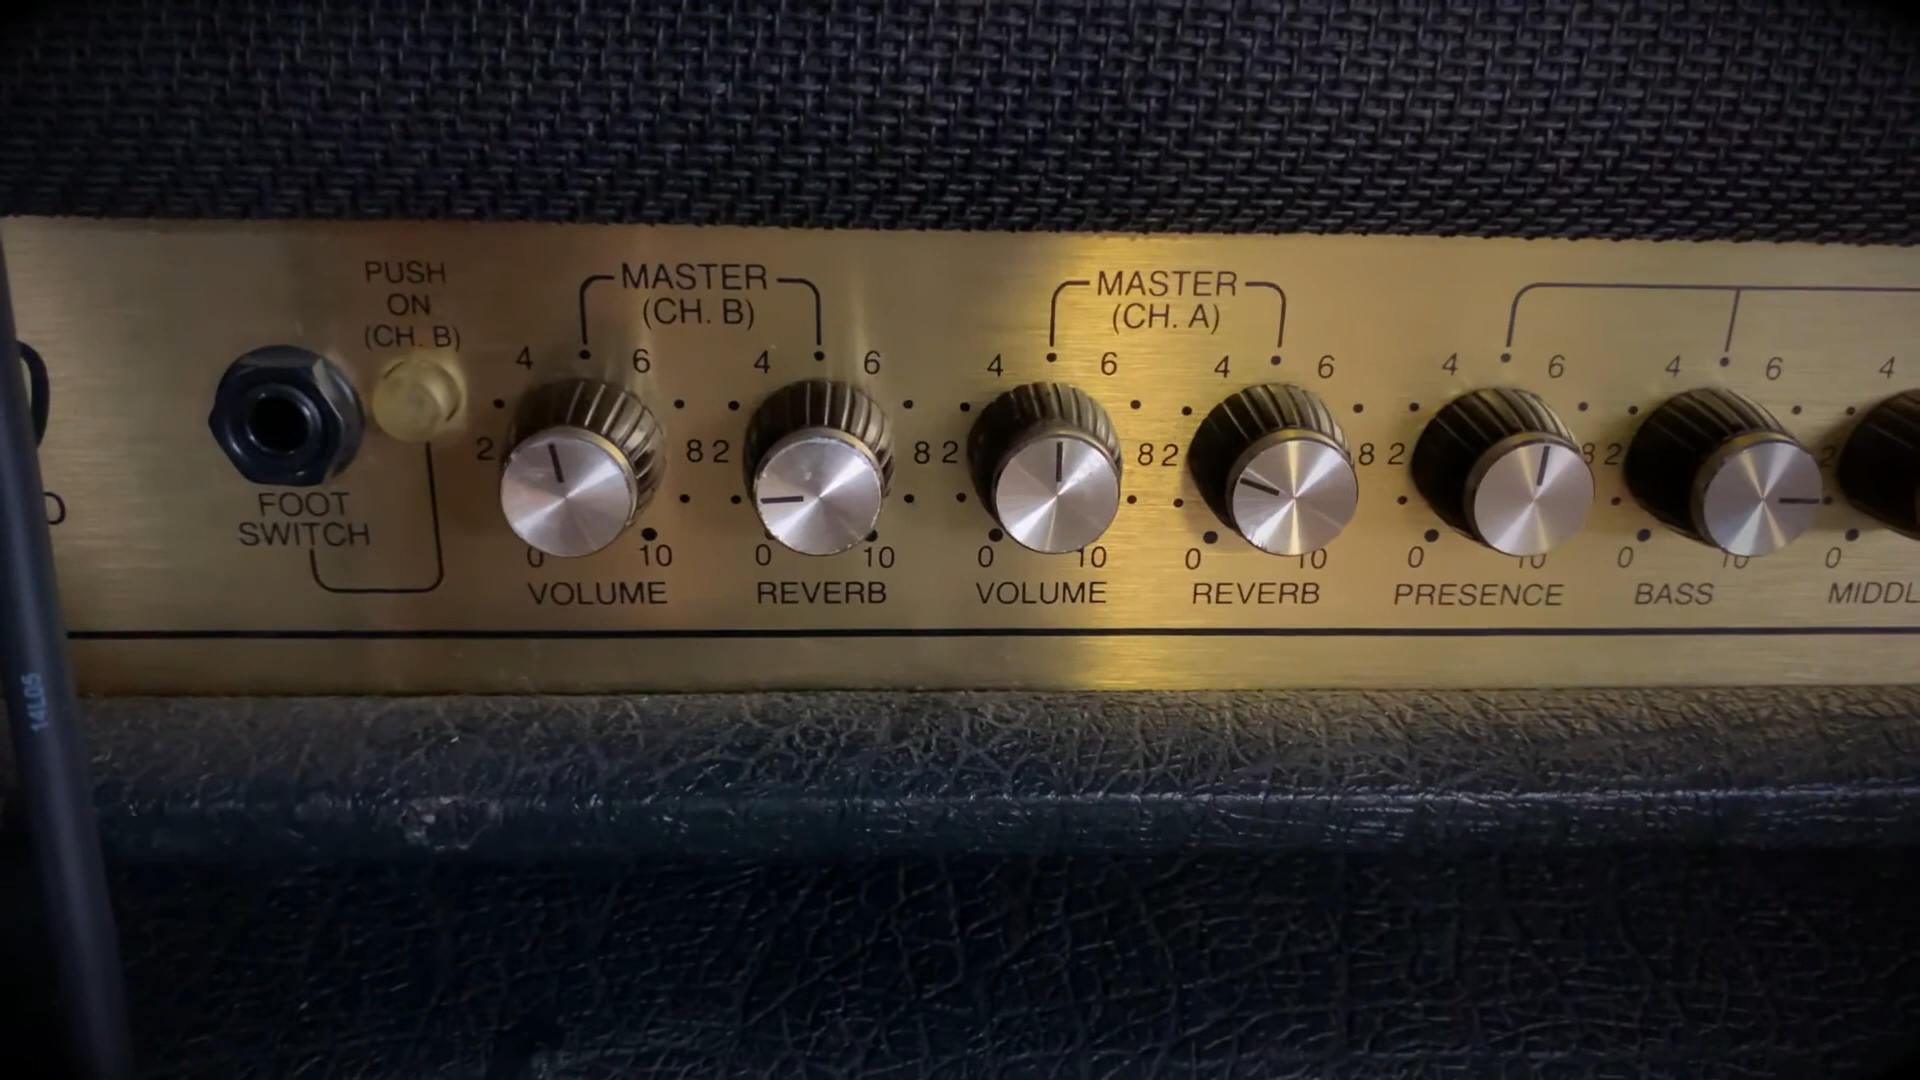 PUSH
ON
(CH. B)
MASTER
(CH. B)
MASTER
(CH. A)
4 6 4 6 4 6 4 6 4 6 4 6 4
2 8 2 8 2 8 2 8 2 8 2 2
FOOT
SWITCH
0 10 0 10 0 10 0 10 0 10 0 10 0
VOLUME REVERB VOLUME REVERB PRESENCE BASS MIDDL
14L05